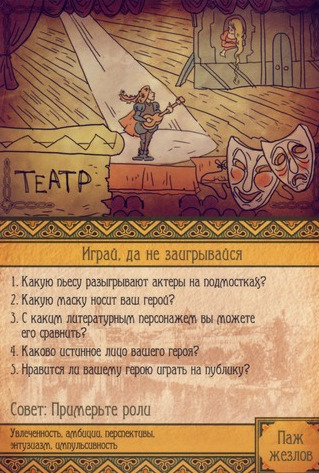 ТЕАТР
Играй, да не заигрывайся
1. Какую пьесу разыгрывают актеры на подмостках?
2. Какую маску носит ваш герой?
3. С каким литературным персонажем вы можете
его сравнить?
4. Каково истинное лицо вашего героя?
5. Нравится ли вашему герою играть на публику?
Совет: Примерьте роли
Увлеченность, амбиции, перспективы,
энтузиазм, импульсивность
Паж
жезлов